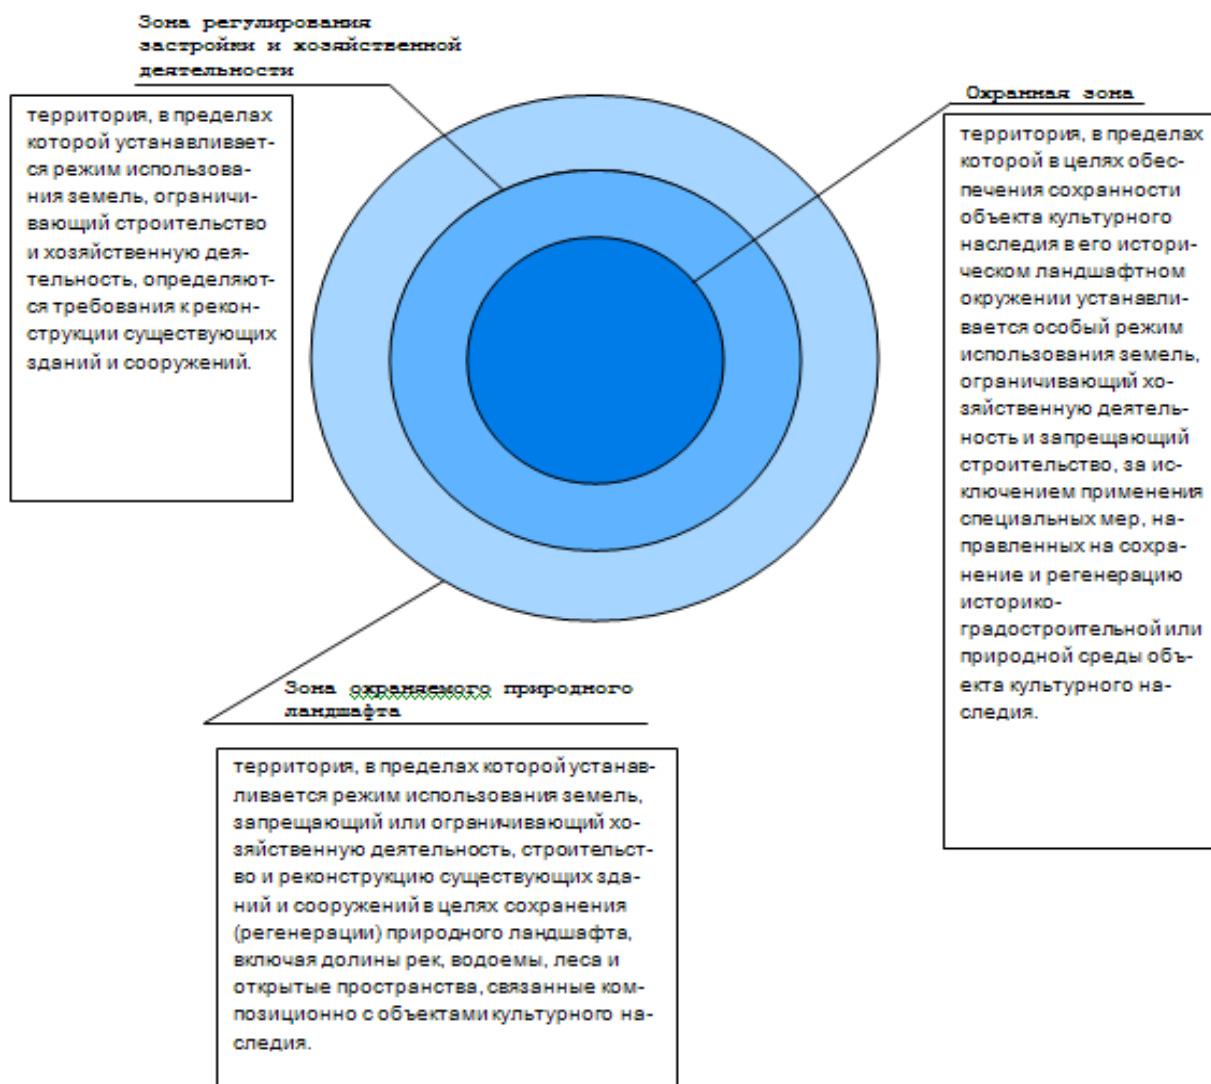 Зона регулирования
застройки и хозяйственной
деятельности
территория, в пределах
которой устанавливает-
ся режим использова-
ния земель, ограничи-
вающий строительство
и хозяйственную дея-
тельность, определяют-
ся требования к рекон-
струкции существующих
зданий и сооружений.
Охранная зона
территория, в пределах
которой в целях обес-
печения сохранности
объекта культурного
наследия в его истори-
ческом ландшафтном
окружении устанавли-
вается особый режим
использования земель,
ограничивающий хо-
зяйственную деятель-
ность и запрещающий
строительство, за ис-
ключением применения
специальных мер, на-
правленных на сохра-
нение и регенерацию
историко-
градостроительной или
природной среды объ-
екта культурного на-
следия.
Зона охраняемого природного
ландшафта
территория, в пределах которой устанав-
ливается режим использования земель,
запрещающий или ограничивающий хо-
зяйственную деятельность, строительст-
во и реконструкцию существующих зда-
ний и сооружений в целях сохранения
(регенерации) природного ландшафта,
включая долины рек, водоемы, леса и
открытые пространства, связанные ком-
позиционно с объектами культурного на-
следия.